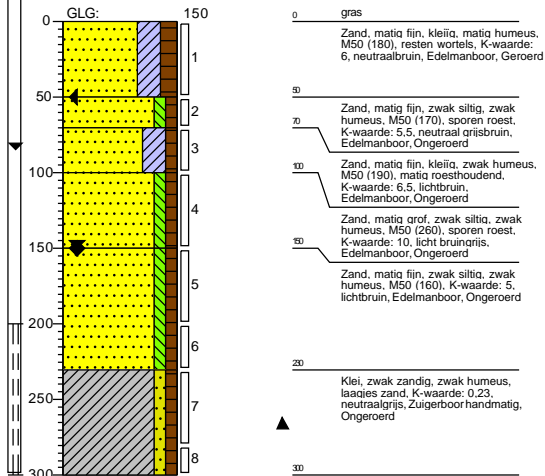 GLG: 150
0
50
100
150
200
250
300
1
2
3
4
5
6
7
8
0
gras
Zand, matig fijn, kleiïg, matig humeus,
M50 (180), resten wortels, K-waarde:
6, neutraalbruin, Edelmanboor, Geroerd
50
Zand, matig fijn, zwak siltig, zwak
humeus, M50 (170), sporen roest,
K-waarde: 5,5, neutraal grijsbruin,
Edelmanboor, Ongeroerd
70
Zand, matig fijn, kleiïg, zwak humeus,
M50 (190), matig roesthoudend,
K-waarde: 6,5, lichtbruin,
Edelmanboor, Ongeroerd
100
Zand, matig grof, zwak siltig, zwak
humeus, M50 (260), sporen roest,
K-waarde: 10, licht bruingrijs,
Edelmanboor, Ongeroerd
150
Zand, matig fijn, zwak siltig, zwak
humeus, M50 (160), K-waarde: 5,
lichtbruin, Edelmanboor, Ongeroerd
230
Klei, zwak zandig, zwak humeus,
laagjes zand, K-waarde: 0,23,
neutraalgrijs, Zuigerboor handmatig,
Ongeroerd
300